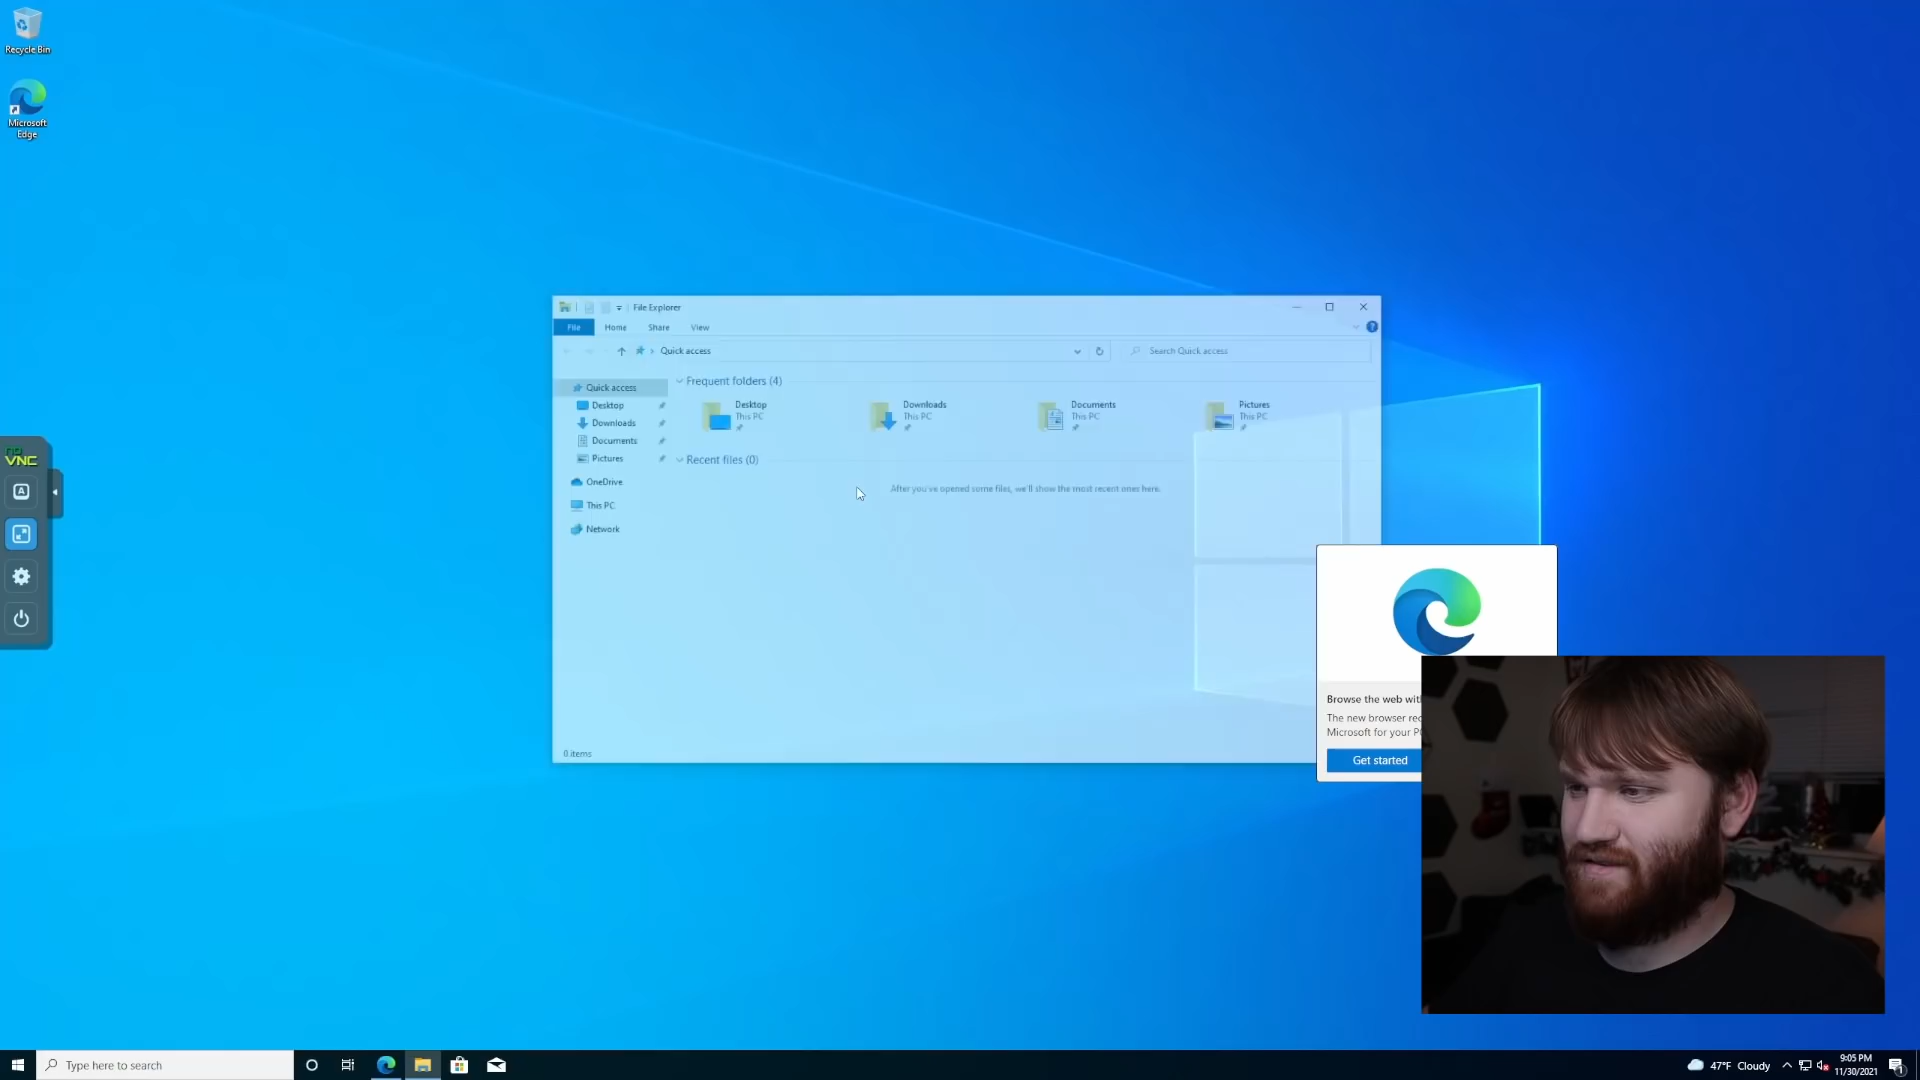 Recycle Bin
Microsoft
Edge
no
VNC
A
File Explorer
File Home Share View
Quick access
Search Quick access
Quick access
Desktop
Downloads
Documents
Pictures
OneDrive
This PC
Network
Frequent folders (4)
Desktop
This PC
Downloads
This PC
Documents
This PC
Pictures
This PC
Recent files (0)
After you've opened some files, we'll show the most recent ones here.
0 items
Browse the web wit
The new browser rec
Microsoft for your P
Get started
Type here to search
47°F Cloudy
9:05 PM
11/30/2021
1